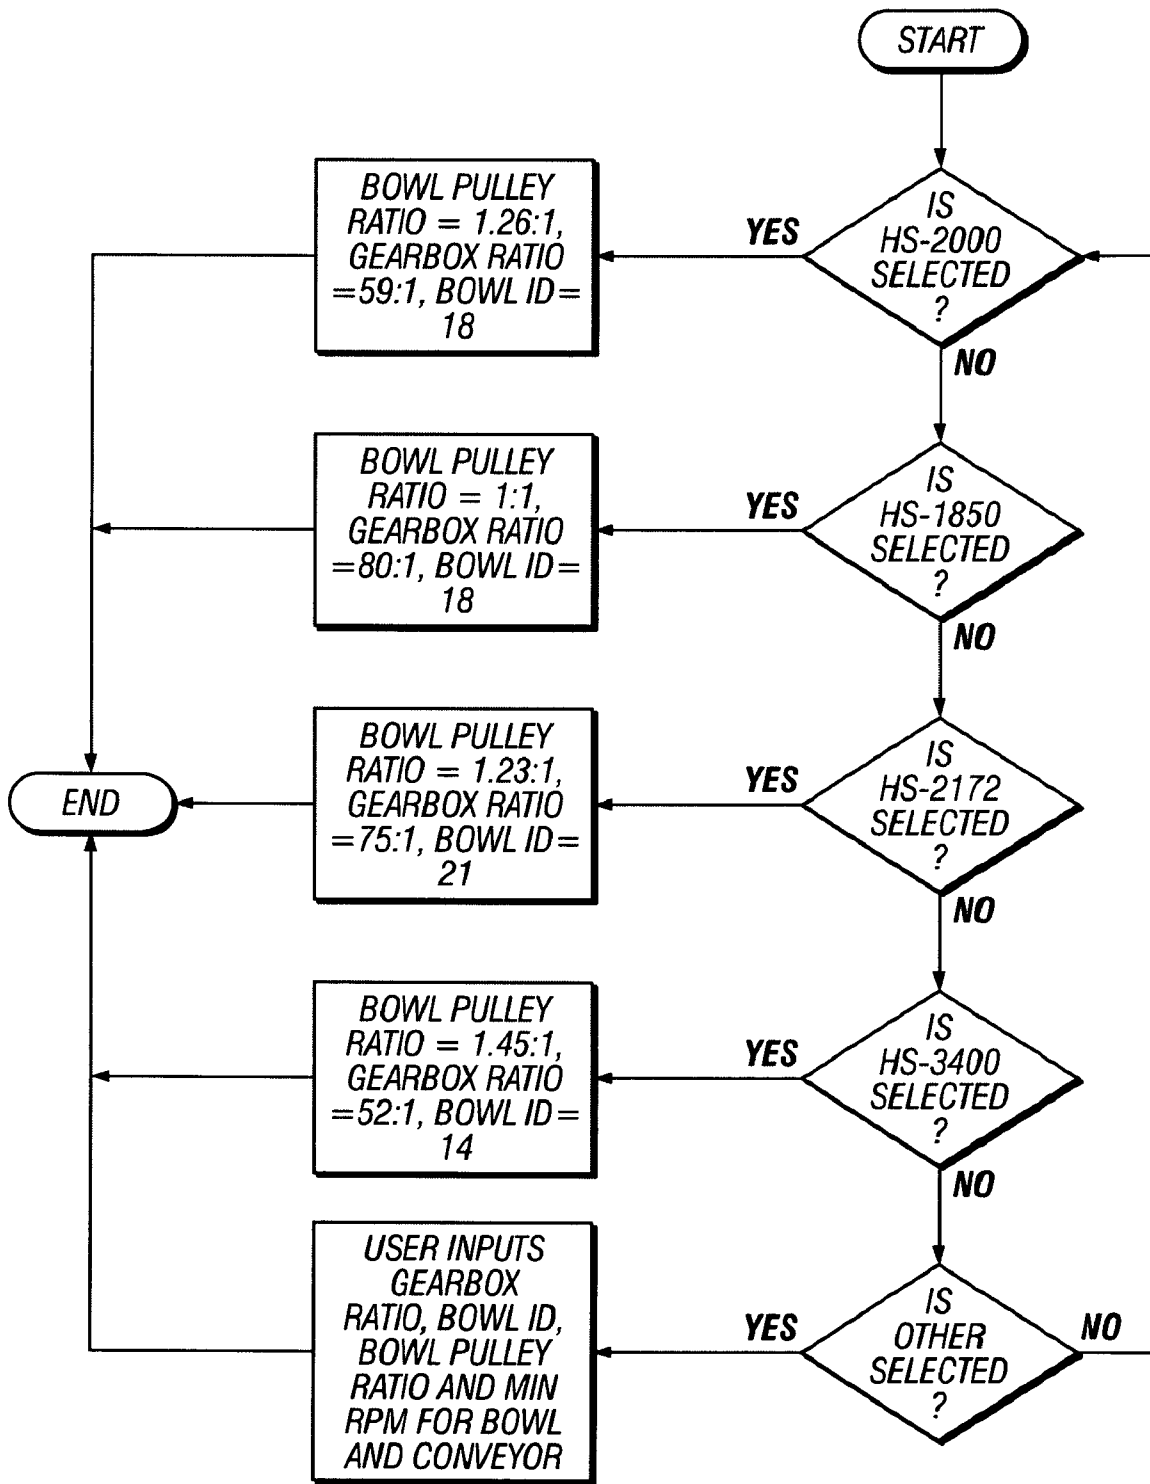 START
IS
HS-2000
SELECTED
?
YES
NO
BOWL PULLEY
RATIO = 1.26:1,
GEARBOX RATIO
=59:1, BOWL ID=
18
IS
HS-1850
SELECTED
?
YES
NO
BOWL PULLEY
RATIO = 1:1,
GEARBOX RATIO
=80:1, BOWL ID=
18
IS
HS-2172
SELECTED
?
YES
NO
BOWL PULLEY
RATIO = 1.23:1,
GEARBOX RATIO
=75:1, BOWL ID=
21
END
IS
HS-3400
SELECTED
?
YES
NO
BOWL PULLEY
RATIO = 1.45:1,
GEARBOX RATIO
=52:1, BOWL ID=
14
IS
OTHER
SELECTED
?
YES
NO
USER INPUTS
GEARBOX
RATIO, BOWL ID,
BOWL PULLEY
RATIO AND MIN
RPM FOR BOWL
AND CONVEYOR